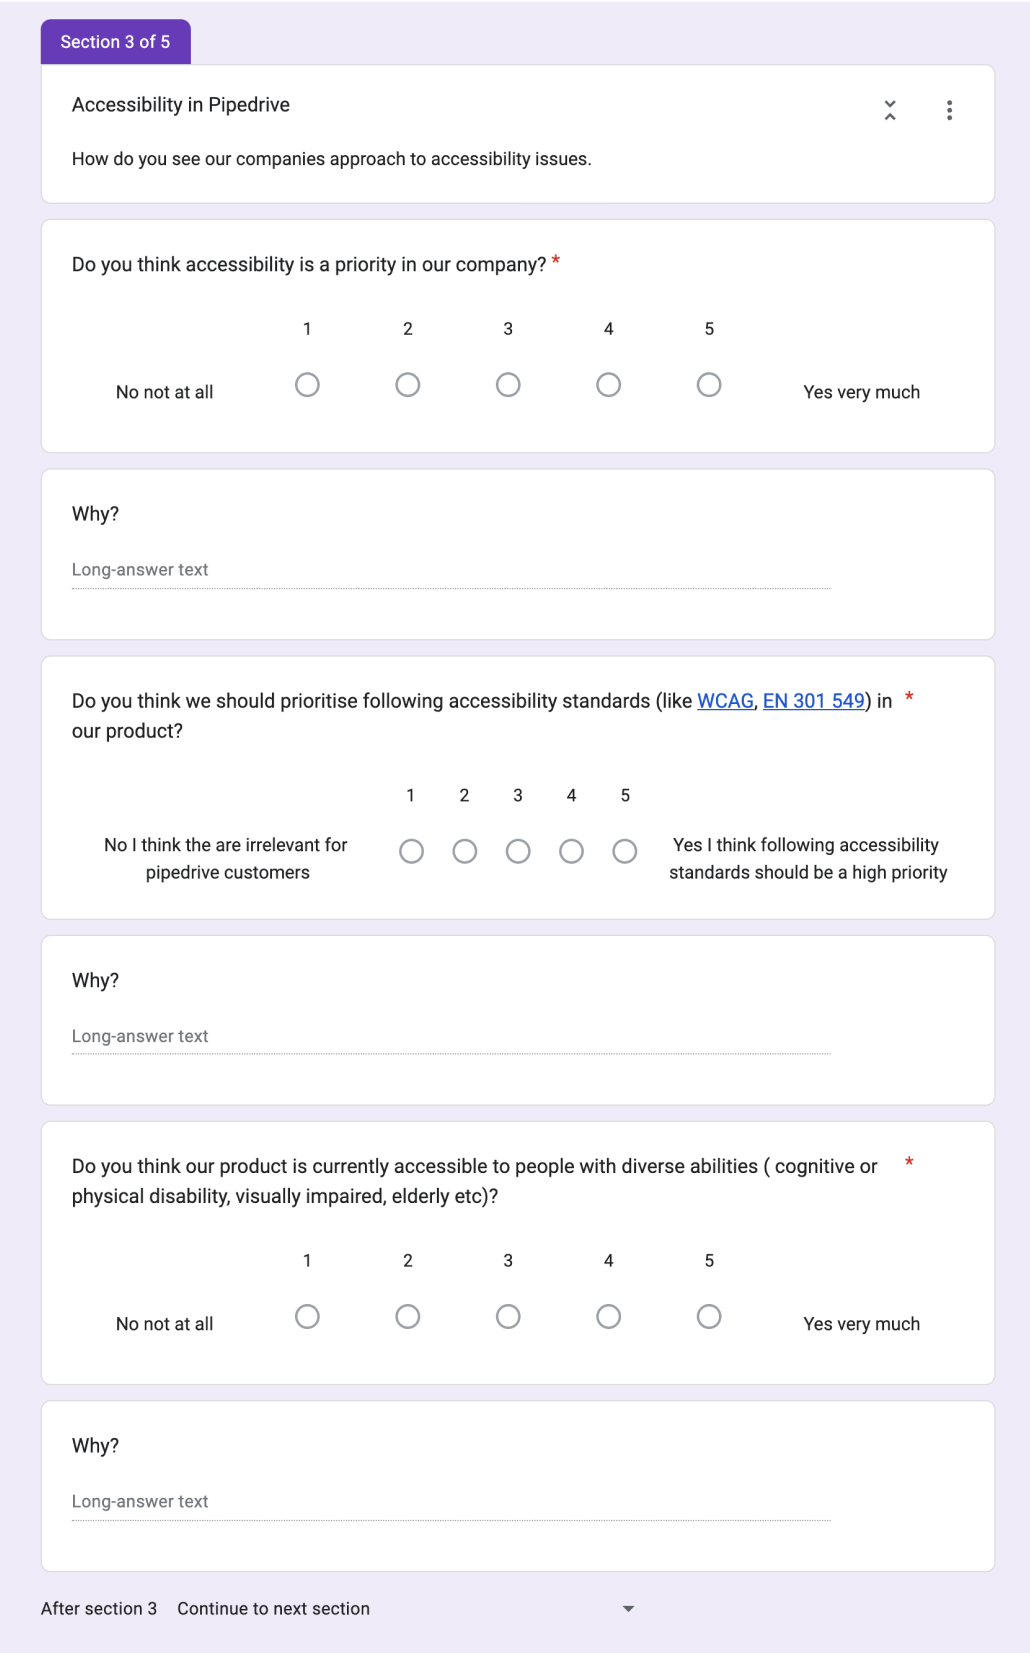 Section 3 of 5
Accessibility in Pipedrive
How do you see our companies approach to accessibility issues.
Do you think accessibility is a priority in our company? *
1 2 3 4 5
No not at all Yes very much
Why?
Long-answer text
Do you think we should prioritise following accessibility standards (like WCAG, EN 301 549) in *
our product?
1 2 3 4 5
No I think the are irrelevant for Yes I think following accessibility
pipedrive customers standards should be a high priority
Why?
Long-answer text
Do you think our product is currently accessible to people with diverse abilities ( cognitive or *
physical disability, visually impaired, elderly etc)?
1 2 3 4 5
No not at all Yes very much
Why?
Long-answer text
After section 3 Continue to next section